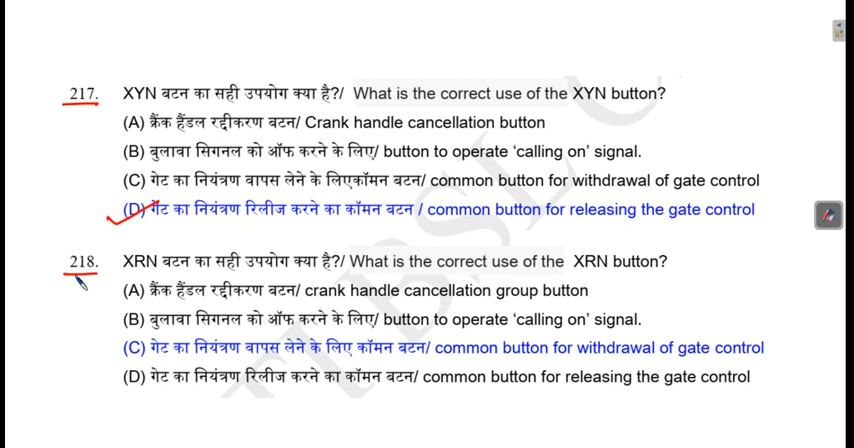 217. XYN बटन का सही उपयोग क्या है?/ What is the correct use of the XYN button?
(A) क्रैंक हैंडल रद्दीकरण बटन/ Crank handle cancellation button
(B) बुलावा सिगनल को ऑफ करने के लिए/ button to operate ‘calling on’ signal.
(C) गेट का नियंत्रण वापस लेने के लिएकॉमन बटन/ common button for withdrawal of gate control
(D) गेट का नियंत्रण रिलीज करने का कॉमन बटन / common button for releasing the gate control
218. XRN बटन का सही उपयोग क्या है?/ What is the correct use of the XRN button?
(A) क्रैंक हैंडल रद्दीकरण बटन/ crank handle cancellation group button
(B) बुलावा सिगनल को ऑफ करने के लिए/ button to operate ‘calling on’ signal.
(C) गेट का नियंत्रण वापस लेने के लिए कॉमन बटन/ common button for withdrawal of gate control
(D) गेट का नियंत्रण रिलीज करने का कॉमन बटन/ common button for releasing the gate control